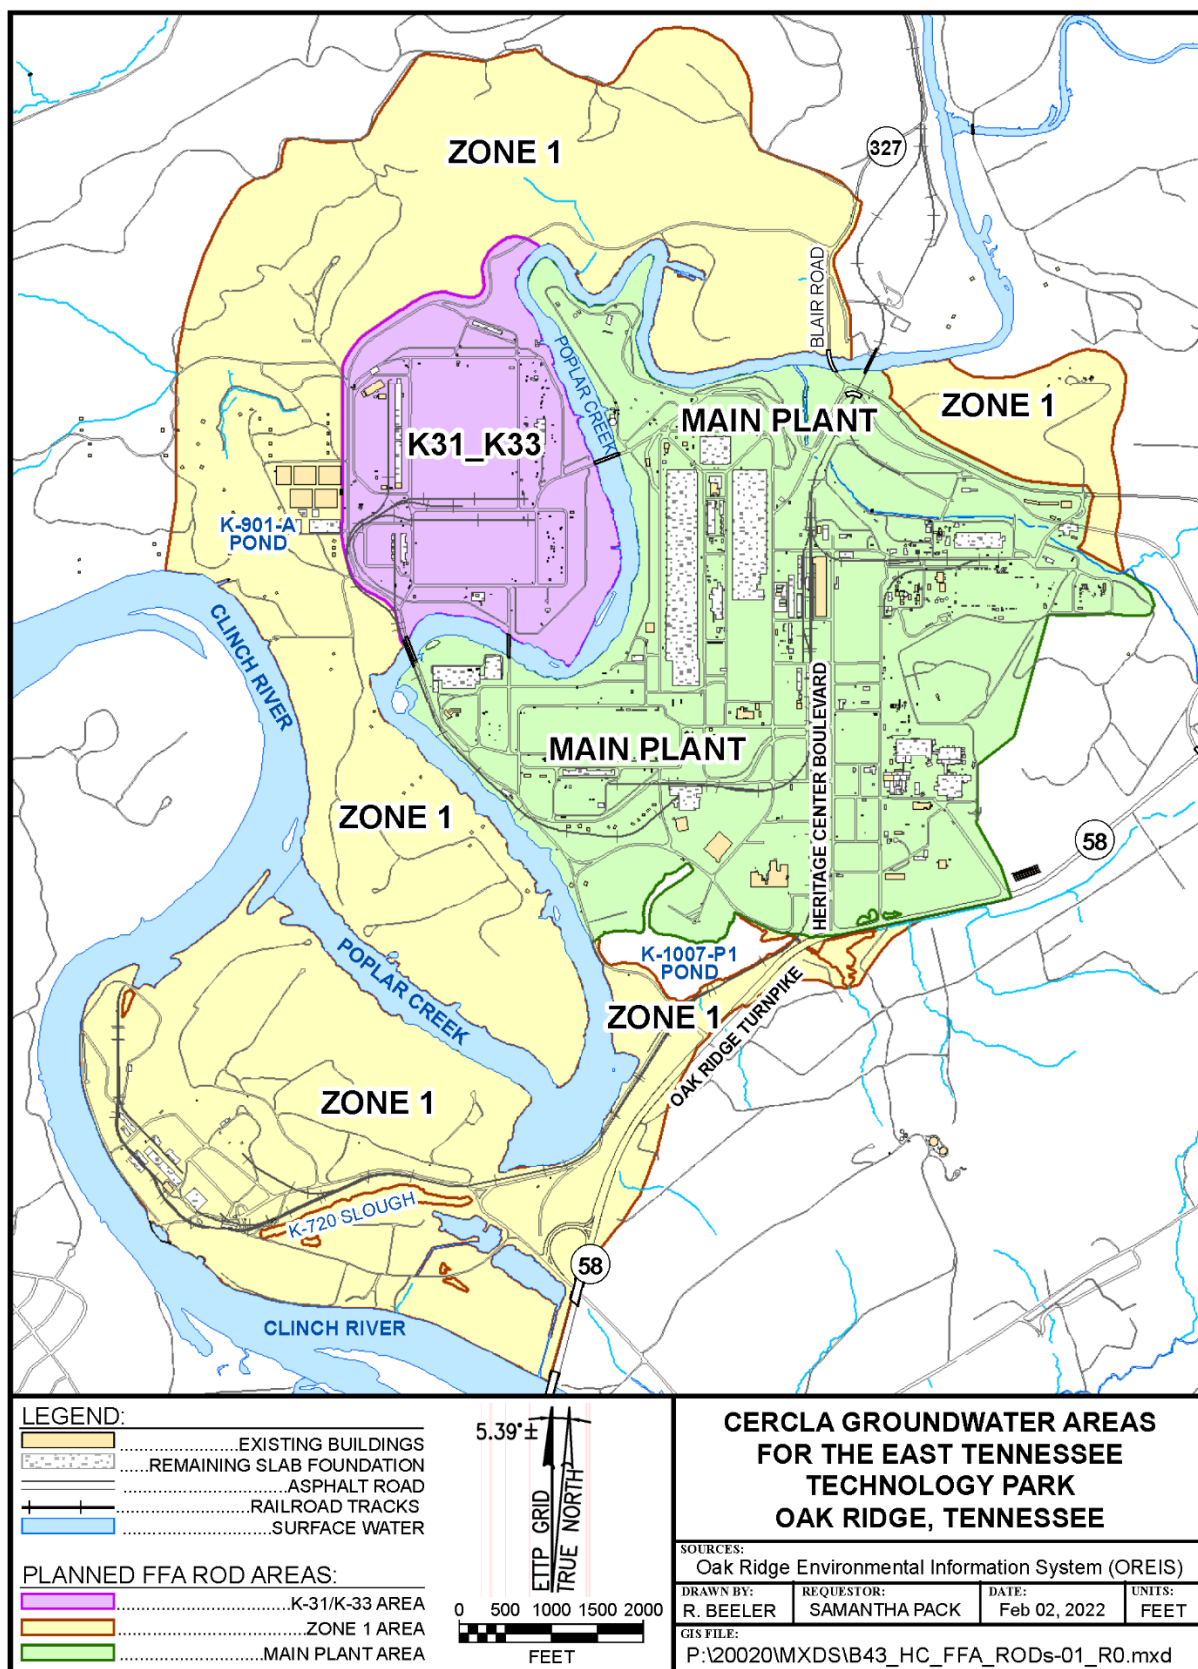 ZONE 1
327
BLAIR ROAD
POPLAR CREEK
MAIN PLANT
ZONE 1
K31_K33
K-901-A
POND
CLINCH RIVER
MAIN PLANT
HERITAGE CENTER BOULEVARD
ZONE 1
58
K-1007-P1
POND
POPLAR CREEK
ZONE 1
OAK RIDGE TURNPIKE
ZONE 1
K-720 SLOUGH
58
CLINCH RIVER
LEGEND:
EXISTING BUILDINGS
REMAINING SLAB FOUNDATION
ASPHALT ROAD
RAILROAD TRACKS
SURFACE WATER
PLANNED FFA ROD AREAS:
K-31/K-33 AREA
ZONE 1 AREA
MAIN PLANT AREA
5.39°±
ETTP GRID
TRUE NORTH
0 500 1000 1500 2000
FEET
CERCLA GROUNDWATER AREAS
FOR THE EAST TENNESSEE
TECHNOLOGY PARK
OAK RIDGE, TENNESSEE
SOURCES:
Oak Ridge Environmental Information System (OREIS)
DRAWN BY: REQUESTOR: DATE: UNITS:
R. BEELER SAMANTHA PACK Feb 02, 2022 FEET
GIS FILE:
P:\20020\MXDS\B43_HC_FFA_RODs-01_R0.mxd